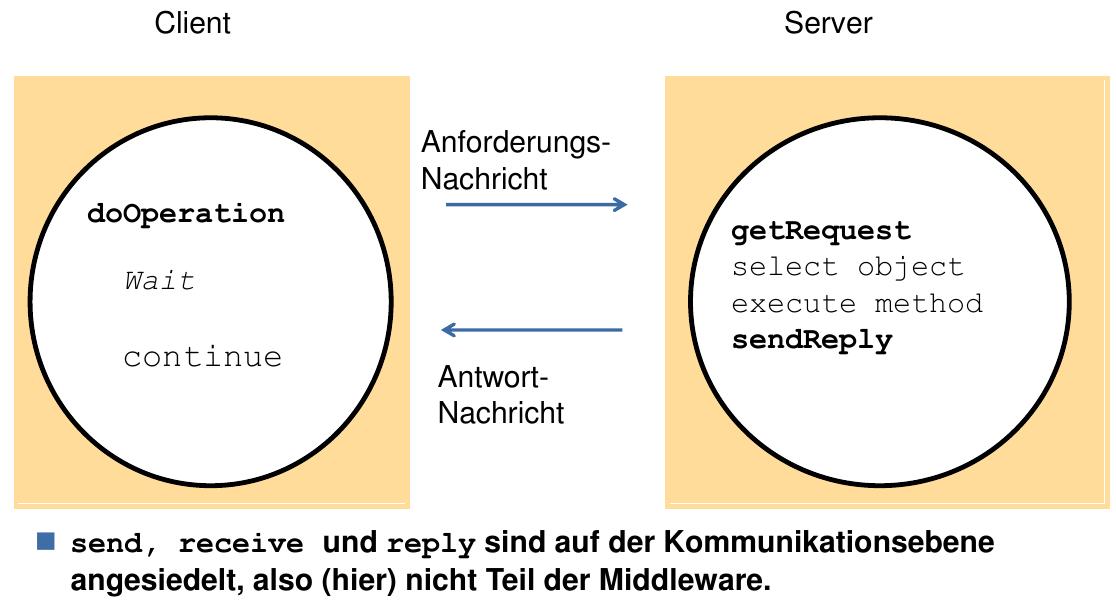 Client
Server
Anforderungs-
Nachricht
doOperation
Wait
continue
getRequest
select object
execute method
sendReply
Antwort-
Nachricht
send, receive und reply sind auf der Kommunikationsebene
angesiedelt, also (hier) nicht Teil der Middleware.